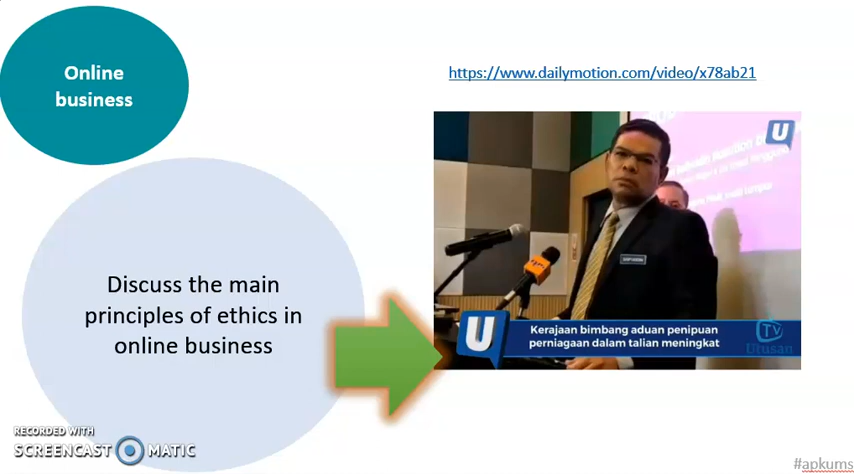 Online
business
https://www.dailymotion.com/video/x78ab21
Discuss the main
principles of ethics in
online business
U
U
Kerajaan bimbang aduan penipuan
perniagaan dalam talian meningkat
TV
Utusan
RECORDED WITH
SCREENCAST MATIC
#apkums